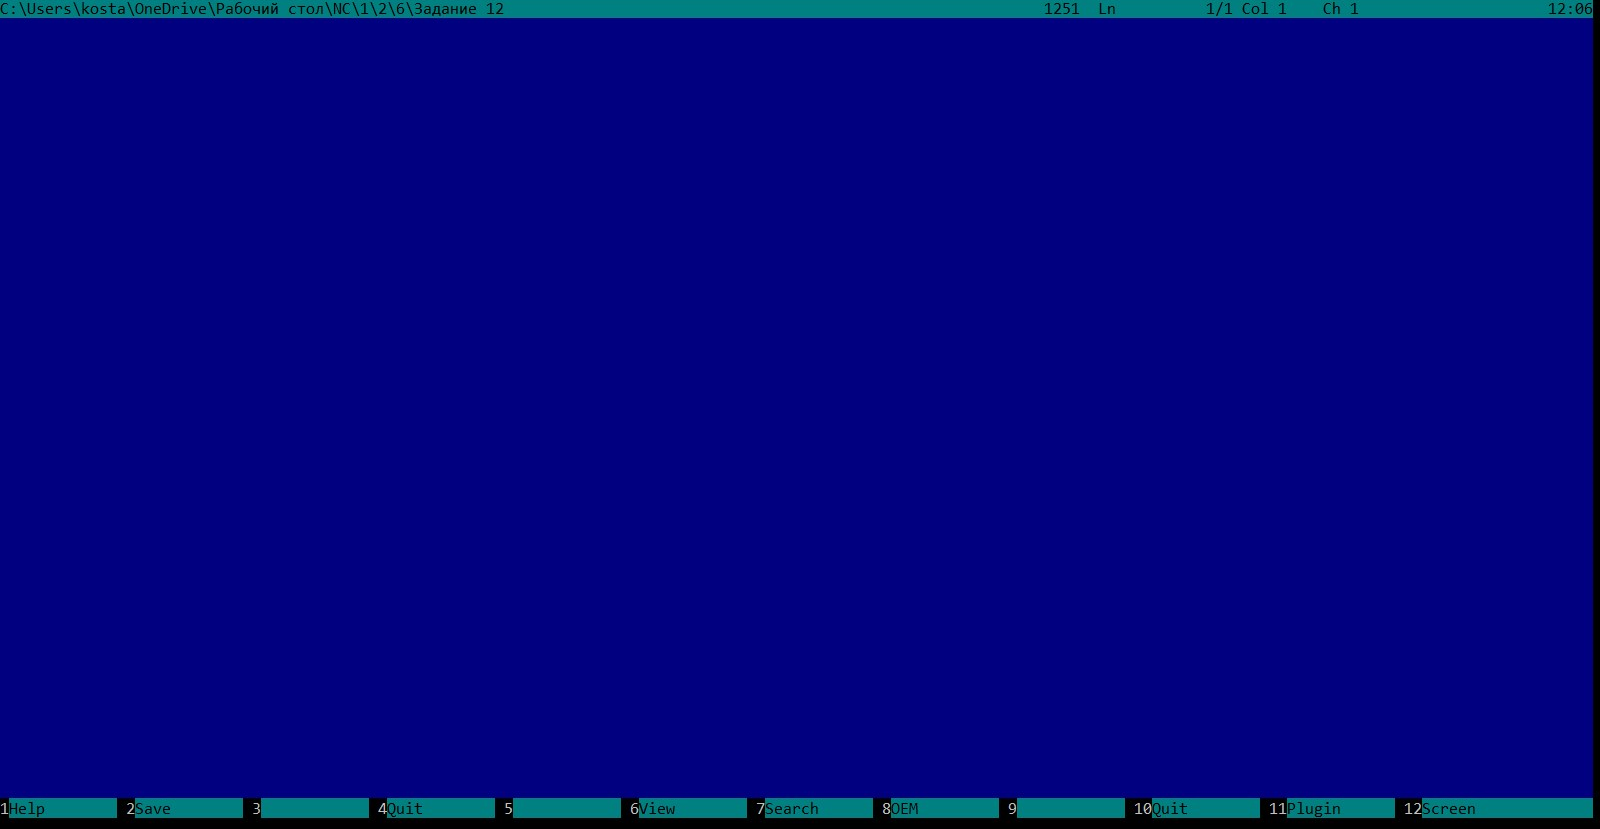 C:\Users\kosta\OneDrive\Рабочий стол\NC\1\2\6\Задание 12 1251 Ln 1/1 Col 1 Ch 1 12:06
1Help 2Save 3 4Quit 5 6View 7Search 8OEM 9 10Quit 11Plugin 12Screen